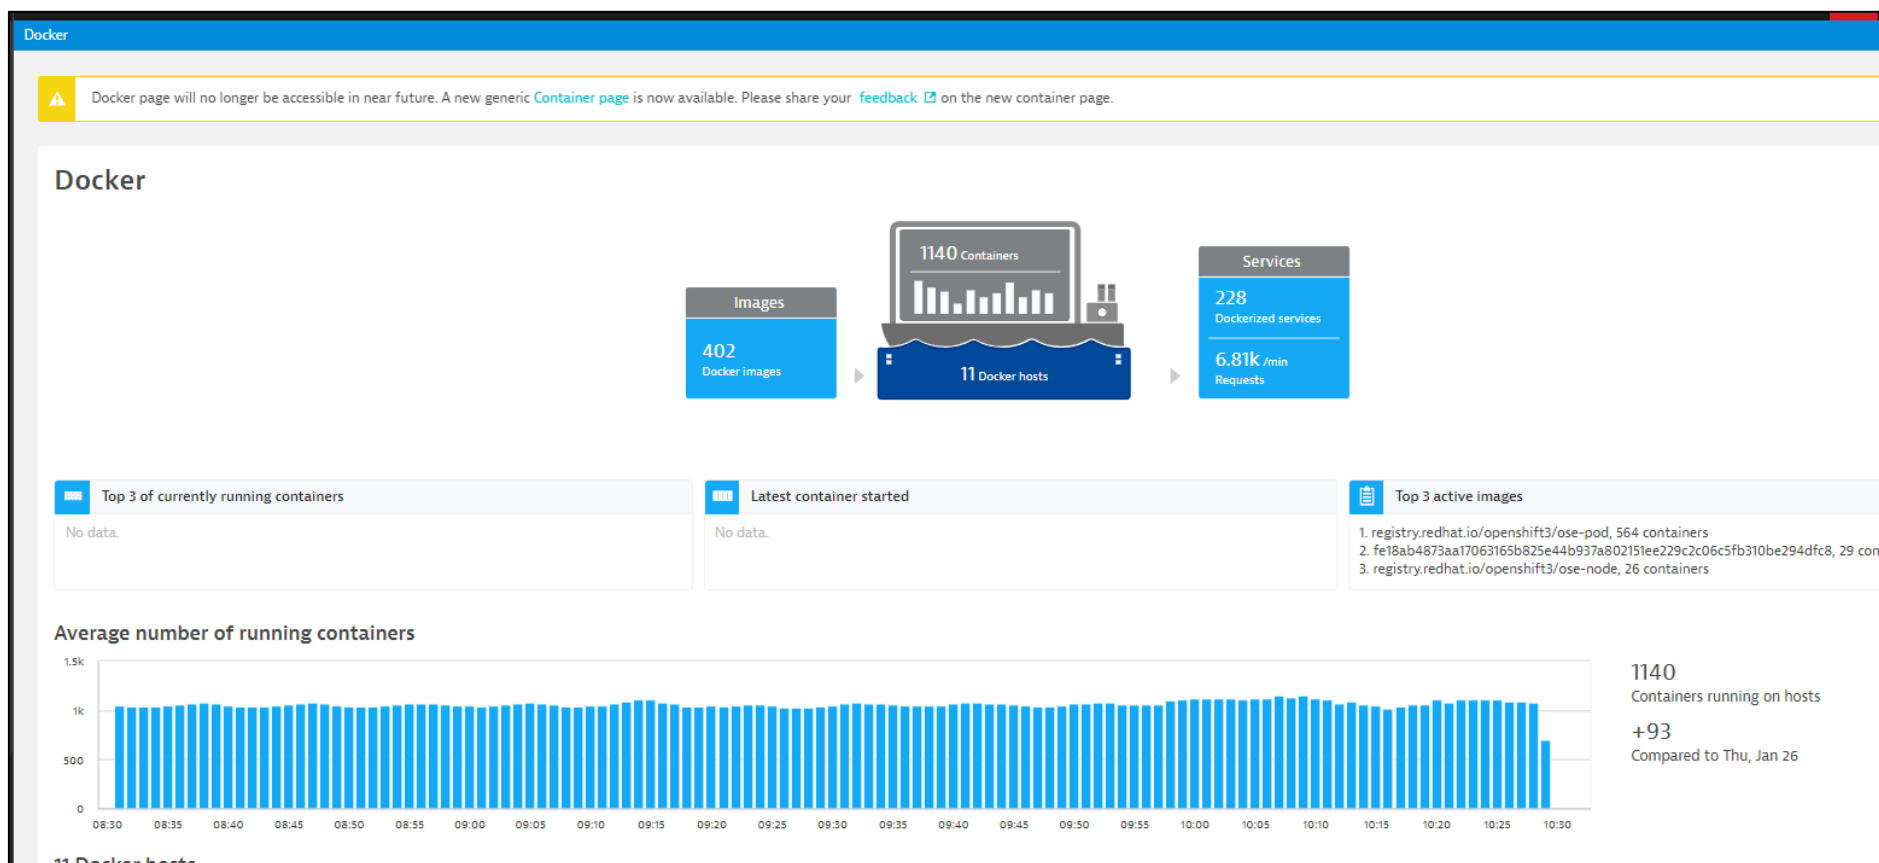 Docker
Docker page will no longer be accessible in near future. A new generic Container page is now available. Please share your feedback on the new container page.
Docker
1140 Containers
Images
402
Docker images
11 Docker hosts
Services
228
Dockerized services
6.81k /min
Requests
Top 3 of currently running containers
No data.
Latest container started
No data.
Top 3 active images
1. registry.redhat.io/openshift3/ose-pod, 564 containers
2. fe18ab4873aa17063165b825e44b937a802151ee229c2c06c5fb310be294dfc8, 29 con
3. registry.redhat.io/openshift3/ose-node, 26 containers
Average number of running containers
1.5k
1k
500
0
08:30 08:35 08:40 08:45 08:50 08:55 09:00 09:05 09:10 09:15 09:20 09:25 09:30 09:35 09:40 09:45 09:50 09:55 10:00 10:05 10:10 10:15 10:20 10:25 10:30
1140
Containers running on hosts
+93
Compared to Thu, Jan 26
11 Docker hosts